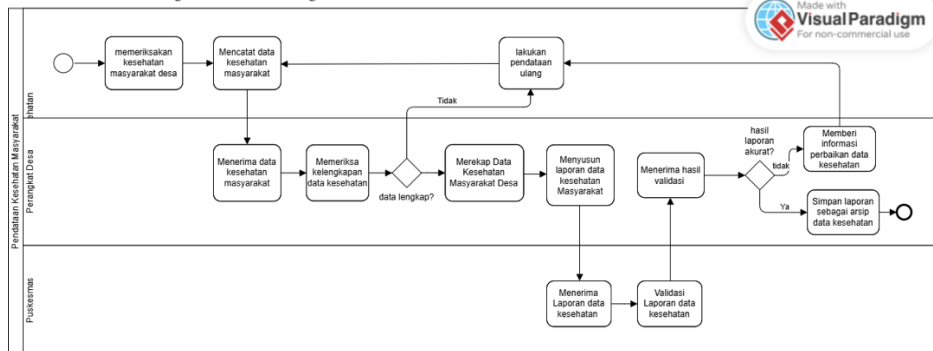 Made with
Visual Paradigm
For non-commercial use
Pendataan Kesehatan Masyarakat
ehatan
memeriksakan
kesehatan
masyarakat desa
Mencatat data
kesehatan
masyarakat
lakukan
pendataan
ulang
Tidak
Perangkat Desa
Menerima data
kesehatan
masyarakat
Memeriksa
kelengkapan
data kesehatan
data lengkap?
Merekap Data
Kesehatan
Masyarakat Desa
Menyusun
laporan data
kesehatan
Masyarakat
Menerima hasil
validasi
hasil
laporan
akurat?
tidak
Memberi
informasi
perbaikan data
kesehatan
Ya
Simpan laporan
sebagai arsip
data kesehatan
Puskesmas
Menerima
Laporan data
kesehatan
Validasi
Laporan data
kesehatan